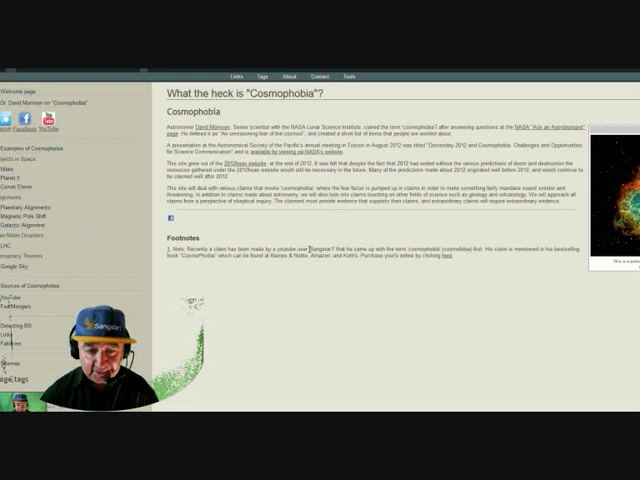 Links Tags About Contact Tools
Welcome page
Dr. David Morrison on "Cosmophobia"
FaceBook YouTube
Examples of Cosmophobia
Objects in Space
Nibiru
Planet X
Comet Elenin
Planetary Alignments
Magnetic Pole Shift
Galactic Alignment
Man Made Disasters
LHC
Conspiracy Theories
Google Sky
Sources of Cosmophobia
YouTube
FearMongers
Detecting BS
Links
Fallacies
Sitemap
page tags
Sangstar1
What the heck is "Cosmophobia"?
Cosmophobia
Astronomer David Morrison, Senior scientist with the NASA Lunar Science Institute, coined the term 'cosmophobia'1 after answering questions at the NASA "Ask an Astrobiologist"
page. He defined it as "An unreasoning fear of the cosmos", and created a short list of items that people are worried about.
A presentation at the Astronomical Society of the Pacific's annual meeting in Tuscon in August 2012 was titled "Doomsday 2012 and Cosmophobia: Challenges and Opportunities
for Science Communication" and is available for viewing via NASA's website.
This site grew out of the 2012hoax website, at the end of 2012. It was felt that despite the fact that 2012 had ended without the various predictions of doom and destruction the
resources gathered under the 2012hoax website would still be necessary in the future. Many of the predictions made about 2012 originated well before 2012, and would continue to
be claimed well after 2012.
This site will deal with various claims that invoke 'cosmophobia', where the fear factor is pumped up in claims in order to make something fairly mundane sound sinister and
threatening. In addition to claims made about astronomy, we will also look into claims touching on other fields of science such as geology and vulcanology. We will approach all
claims from a perspective of skeptical inquiry. The claimant must provide evidence that supports their claims, and extraordinary claims will require extraordinary evidence.
Footnotes
1. Note: Recently a claim has been made by a youtube user 'Sangstar1' that he came up with the term 'cosmophobia' (cosmofobia) first. His claim is mentioned in his bestselling
book "CosmoPhobia" which can be found at Barnes & Noble, Amazon, and Kohl's. Purchase your's online by clicking here